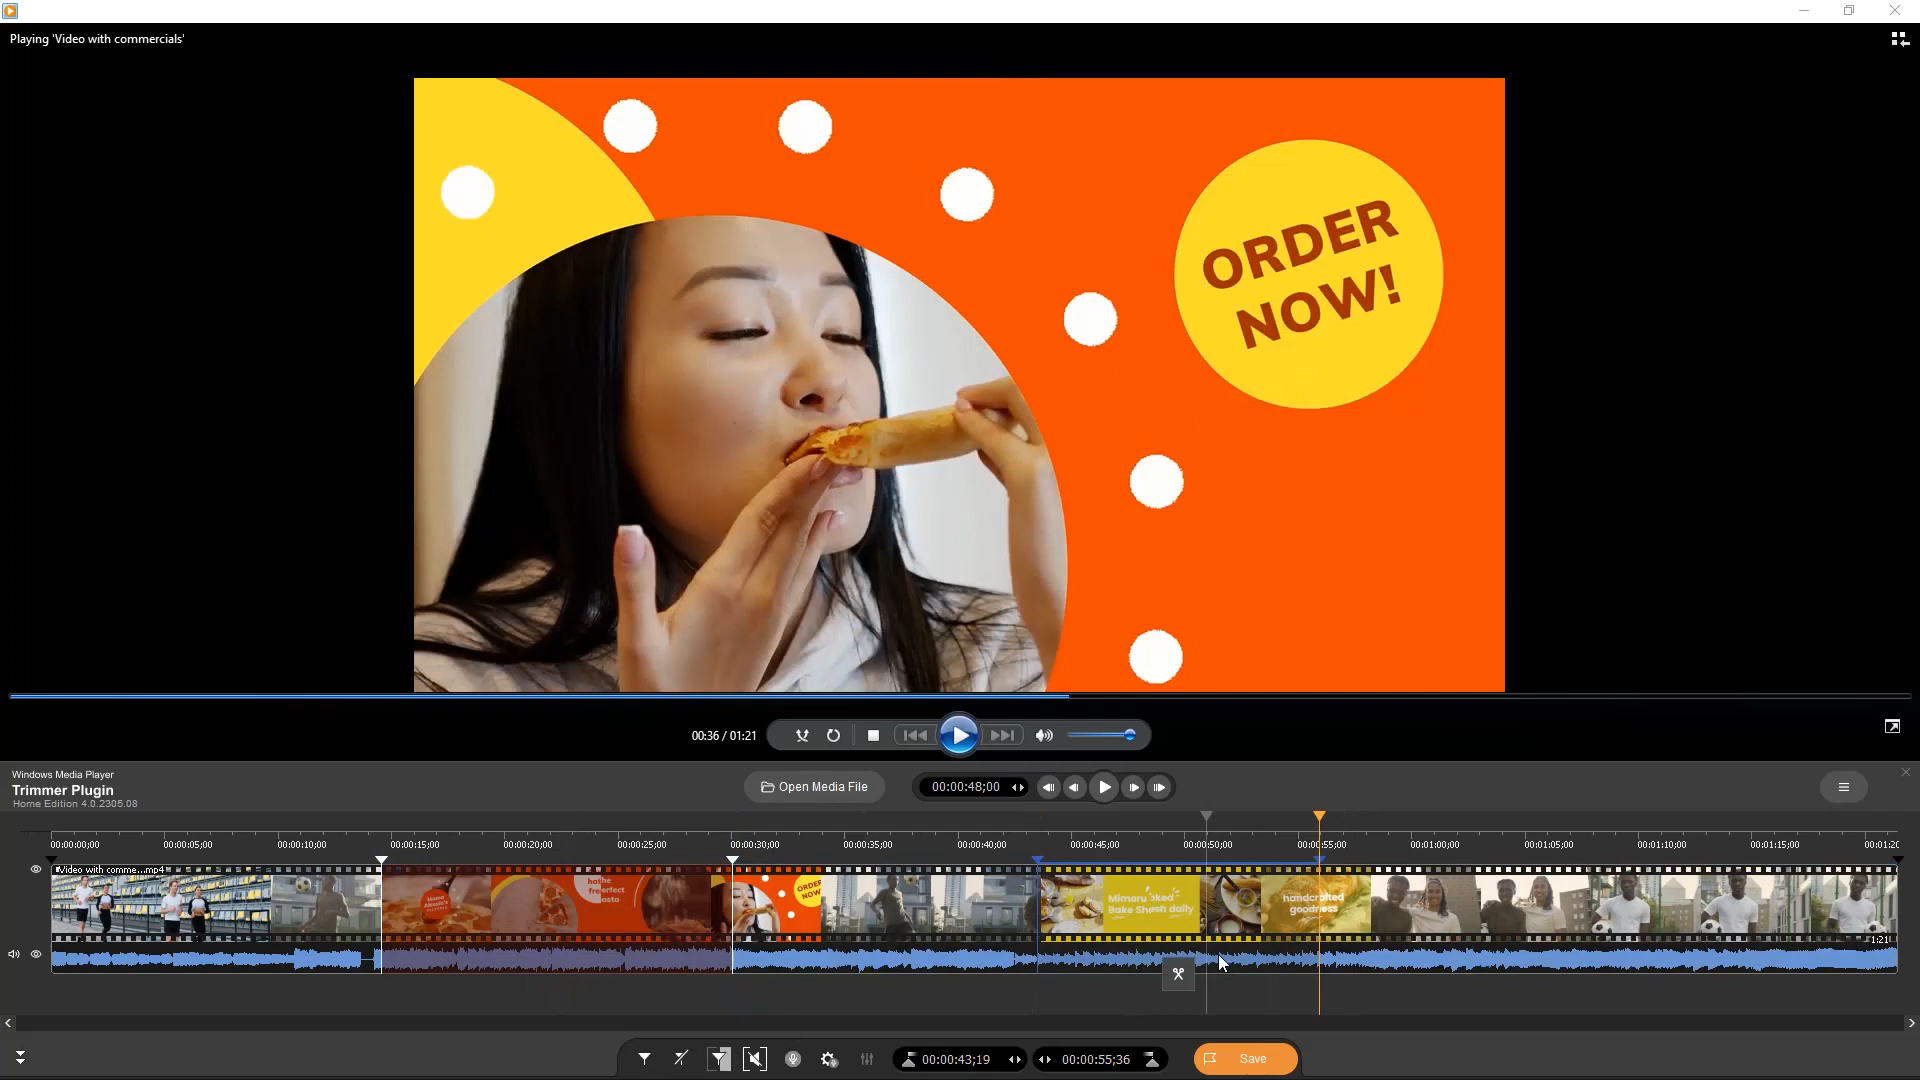 Playing 'Video with commercials'
ORDER
NOW!
00:36 / 01:21
Windows Media Player
Trimmer Plugin
Home Edition 4.0.2305.08
Open Media File
00:00:48;00
00:00:00;00
00:00:05;00
00:00:10;00
00:00:15;00
00:00:20;00
00:00:25;00
00:00:30;00
00:00:35;00
00:00:40;00
00:00:45;00
00:00:50;00
00:00:55;00
00:01:00;00
00:01:05;00
00:01:10;00
00:01:15;00
00:01:20
Video with comme...mp4
ORDER
NOW
handcrafted
goodness
1:21
00:00:43;19
00:00:55;36
Save